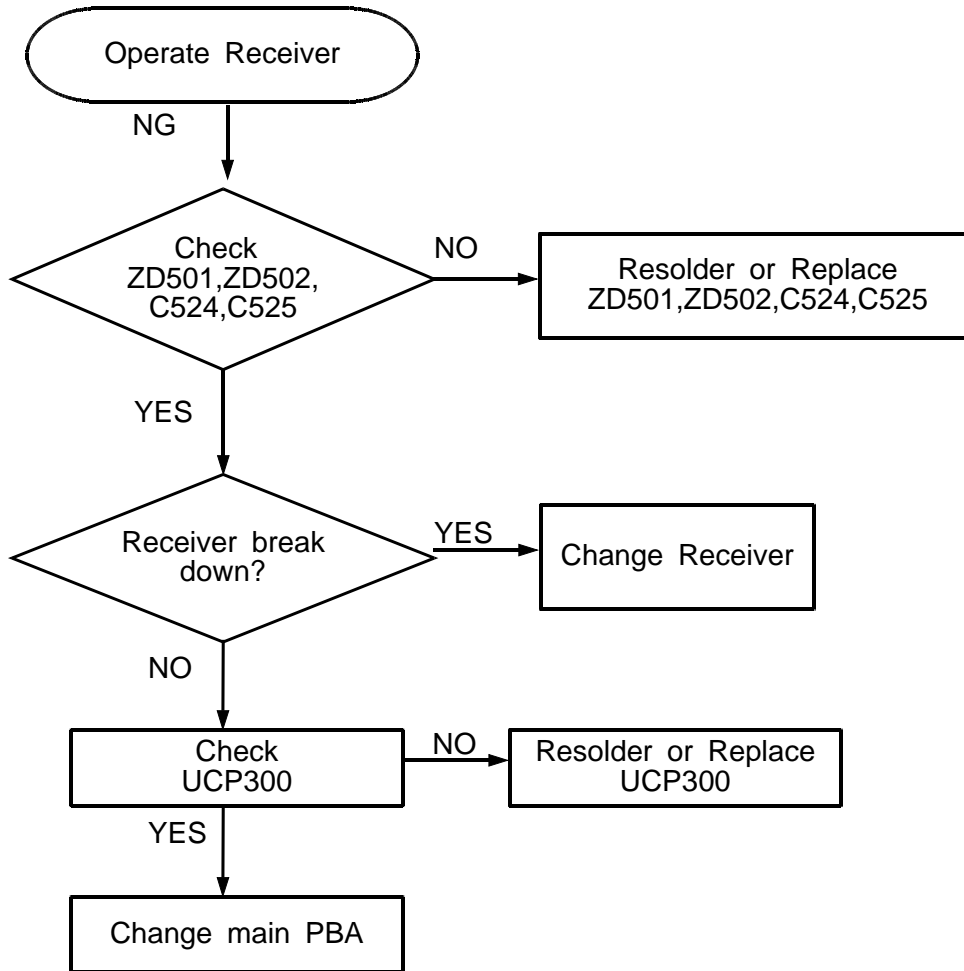 Operate Receiver
NG
Check
ZD501,ZD502,
C524,C525
NO
Resolder or Replace
ZD501,ZD502,C524,C525
YES
Receiver break
down?
YES
Change Receiver
NO
Check
UCP300
NO
Resolder or Replace
UCP300
YES
Change main PBA